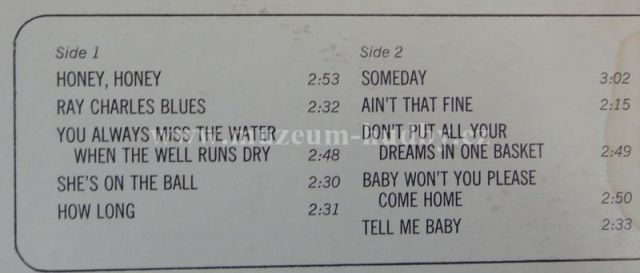 Side 1
HONEY, HONEY 2:53
RAY CHARLES BLUES 2:32
YOU ALWAYS MISS THE WATER
WHEN THE WELL RUNS DRY 2:48
SHE'S ON THE BALL 2:30
HOW LONG 2:31
Side 2
SOMEDAY 3:02
AIN'T THAT FINE 2:15
DON'T PUT ALL YOUR
DREAMS IN ONE BASKET 2:49
BABY WON'T YOU PLEASE
COME HOME 2:50
TELL ME BABY 2:33